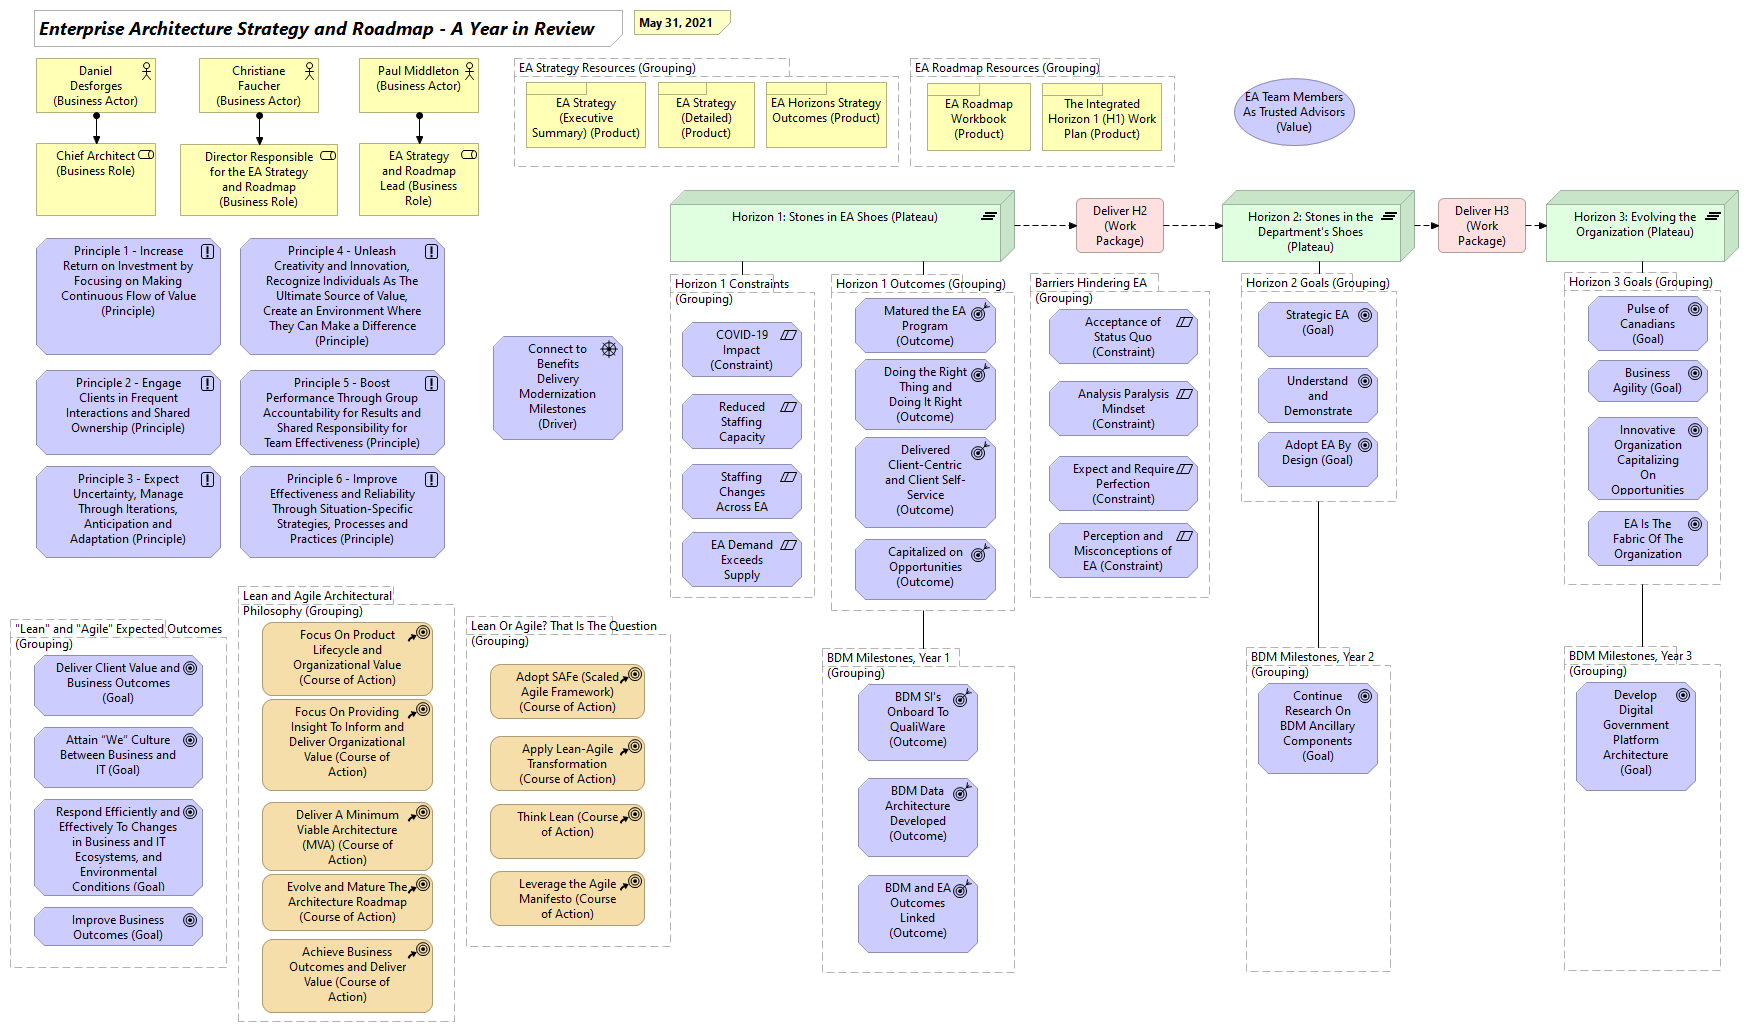 Enterprise Architecture Strategy and Roadmap - A Year in Review
May 31, 2021
Daniel
Desforges
(Business Actor)
Christiane
Faucher
(Business Actor)
Paul Middleton
(Business Actor)
Chief Architect
(Business Role)
Director Responsible
for the EA Strategy
and Roadmap
(Business Role)
EA Strategy
and Roadmap
Lead (Business
Role)
EA Strategy Resources (Grouping)
EA Strategy
(Executive
Summary) (Product)
EA Strategy
(Detailed)
(Product)
EA Horizons Strategy
Outcomes (Product)
EA Roadmap Resources (Grouping)
EA Roadmap
Workbook
(Product)
The Integrated
Horizon 1 (H1) Work
Plan (Product)
EA Team Members
As Trusted Advisors
(Value)
Horizon 1: Stones in EA Shoes (Plateau)
Deliver H2
(Work
Package)
Horizon 2: Stones in the
Department's Shoes
(Plateau)
Deliver H3
(Work
Package)
Horizon 3: Evolving the
Organization (Plateau)
Principle 1 - Increase
Return on Investment by
Focusing on Making
Continuous Flow of Value
(Principle)
Principle 4 - Unleash
Creativity and Innovation,
Recognize Individuals As The
Ultimate Source of Value,
Create an Environment Where
They Can Make a Difference
(Principle)
Principle 2 - Engage
Clients in Frequent
Interactions and Shared
Ownership (Principle)
Principle 5 - Boost
Performance Through Group
Accountability for Results and
Shared Responsibility for
Team Effectiveness (Principle)
Principle 3 - Expect
Uncertainty, Manage
Through Iterations,
Anticipation and
Adaptation (Principle)
Principle 6 - Improve
Effectiveness and Reliability
Through Situation-Specific
Strategies, Processes and
Practices (Principle)
Connect to
Benefits
Delivery
Modernization
Milestones
(Driver)
Horizon 1 Constraints
(Grouping)
COVID-19
Impact
(Constraint)
Reduced
Staffing
Capacity
Staffing
Changes
Across EA
EA Demand
Exceeds
Supply
Horizon 1 Outcomes (Grouping)
Matured the EA
Program
(Outcome)
Doing the Right
Thing and
Doing It Right
(Outcome)
Delivered
Client-Centric
and Client Self-
Service
(Outcome)
Capitalized on
Opportunities
(Outcome)
Barriers Hindering EA
(Grouping)
Acceptance of
Status Quo
(Constraint)
Analysis Paralysis
Mindset
(Constraint)
Expect and Require
Perfection
(Constraint)
Perception and
Misconceptions of
EA (Constraint)
Horizon 2 Goals (Grouping)
Strategic EA
(Goal)
Understand
and
Demonstrate
Adopt EA By
Design (Goal)
Horizon 3 Goals (Grouping)
Pulse of
Canadians
(Goal)
Business
Agility (Goal)
Innovative
Organization
Capitalizing
On
Opportunities
EA Is The
Fabric Of The
Organization
"Lean" and "Agile" Expected Outcomes
(Grouping)
Deliver Client Value and
Business Outcomes
(Goal)
Attain “We” Culture
Between Business and
IT (Goal)
Respond Efficiently and
Effectively To Changes
in Business and IT
Ecosystems, and
Environmental
Conditions (Goal)
Improve Business
Outcomes (Goal)
Lean and Agile Architectural
Philosophy (Grouping)
Focus On Product
Lifecycle and
Organizational Value
(Course of Action)
Focus On Providing
Insight To Inform and
Deliver Organizational
Value (Course of
Action)
Deliver A Minimum
Viable Architecture
(MVA) (Course of
Action)
Evolve and Mature The
Architecture Roadmap
(Course of Action)
Achieve Business
Outcomes and Deliver
Value (Course of
Action)
Lean Or Agile? That Is The Question
(Grouping)
Adopt SAFe (Scaled
Agile Framework)
(Course of Action)
Apply Lean-Agile
Transformation
(Course of Action)
Think Lean (Course
of Action)
Leverage the Agile
Manifesto (Course
of Action)
BDM Milestones, Year 1
(Grouping)
BDM SI's
Onboard To
QualiWare
(Outcome)
BDM Data
Architecture
Developed
(Outcome)
BDM and EA
Outcomes
Linked
(Outcome)
BDM Milestones, Year 2
(Grouping)
Continue
Research On
BDM Ancillary
Components
(Goal)
BDM Milestones, Year 3
(Grouping)
Develop
Digital
Government
Platform
Architecture
(Goal)